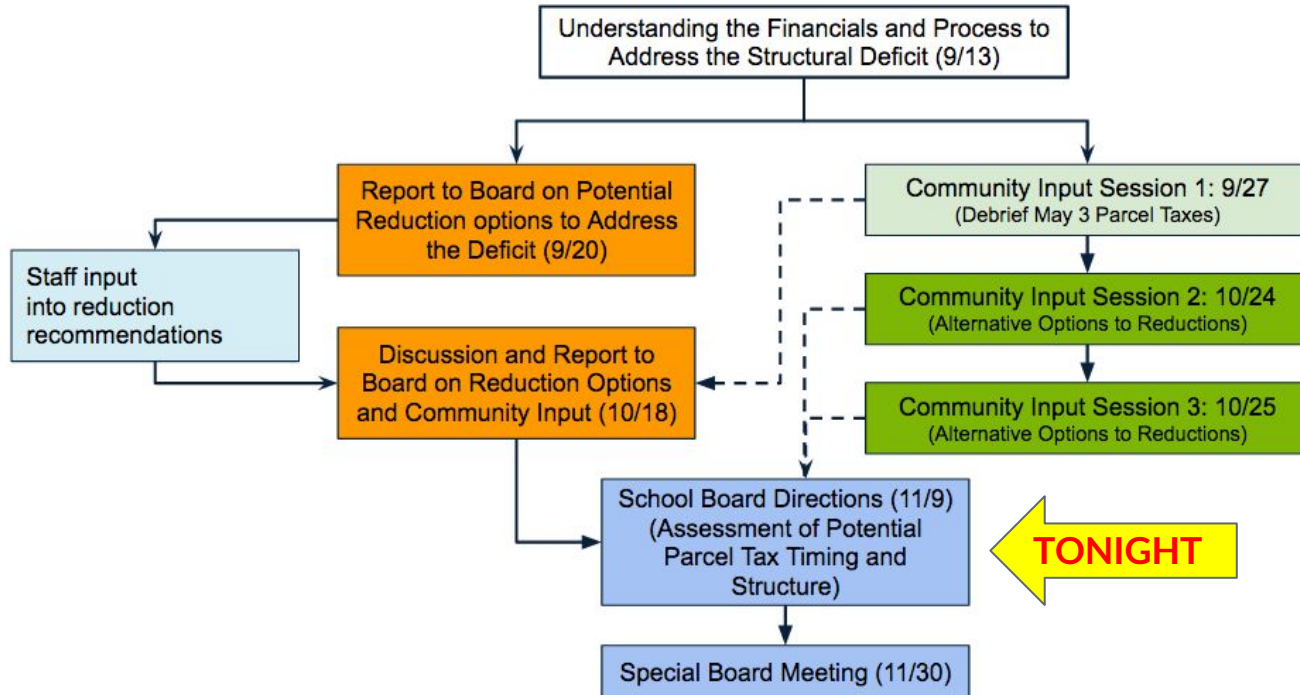 Understanding the Financials and Process to
Address the Structural Deficit (9/13)
Report to Board on Potential
Reduction options to Address
the Deficit (9/20)
Community Input Session 1: 9/27
(Debrief May 3 Parcel Taxes)
Staff input
into reduction
recommendations
Community Input Session 2: 10/24
(Alternative Options to Reductions)
Discussion and Report to
Board on Reduction Options
and Community Input (10/18)
Community Input Session 3: 10/25
(Alternative Options to Reductions)
School Board Directions (11/9)
(Assessment of Potential
Parcel Tax Timing and
Structure)
TONIGHT
Special Board Meeting (11/30)